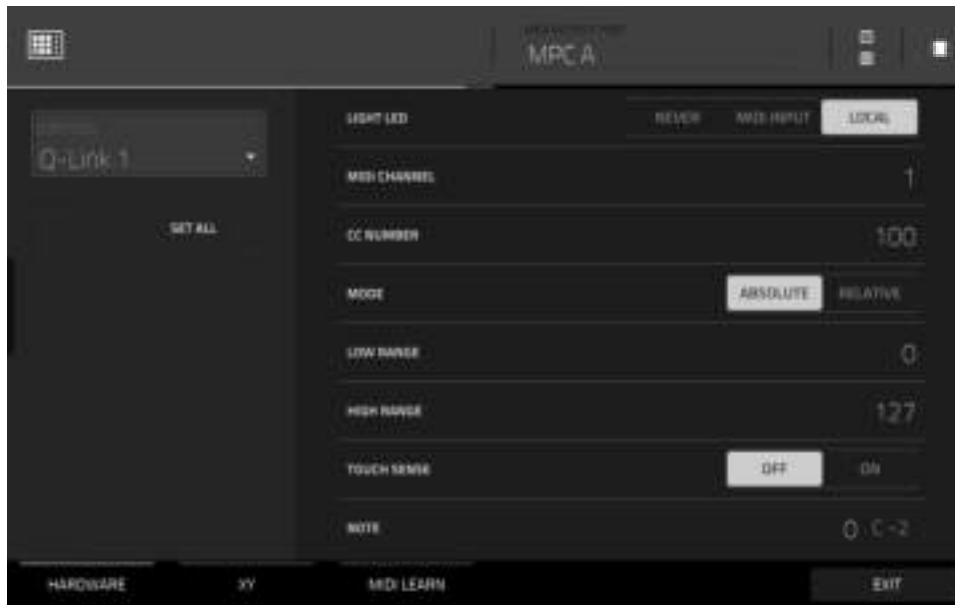 MPC A
Q-Link 1
SET ALL
LIGHT LED NEVER MIDI INPUT LOCAL
MIDI CHANNEL 1
CC NUMBER 100
MODE ABSOLUTE RELATIVE
LOW RANGE 0
HIGH RANGE 127
TOUCH SENSE OFF ON
NOTE 0 C -2
HARDWARE XY MIDI LEARN EXIT